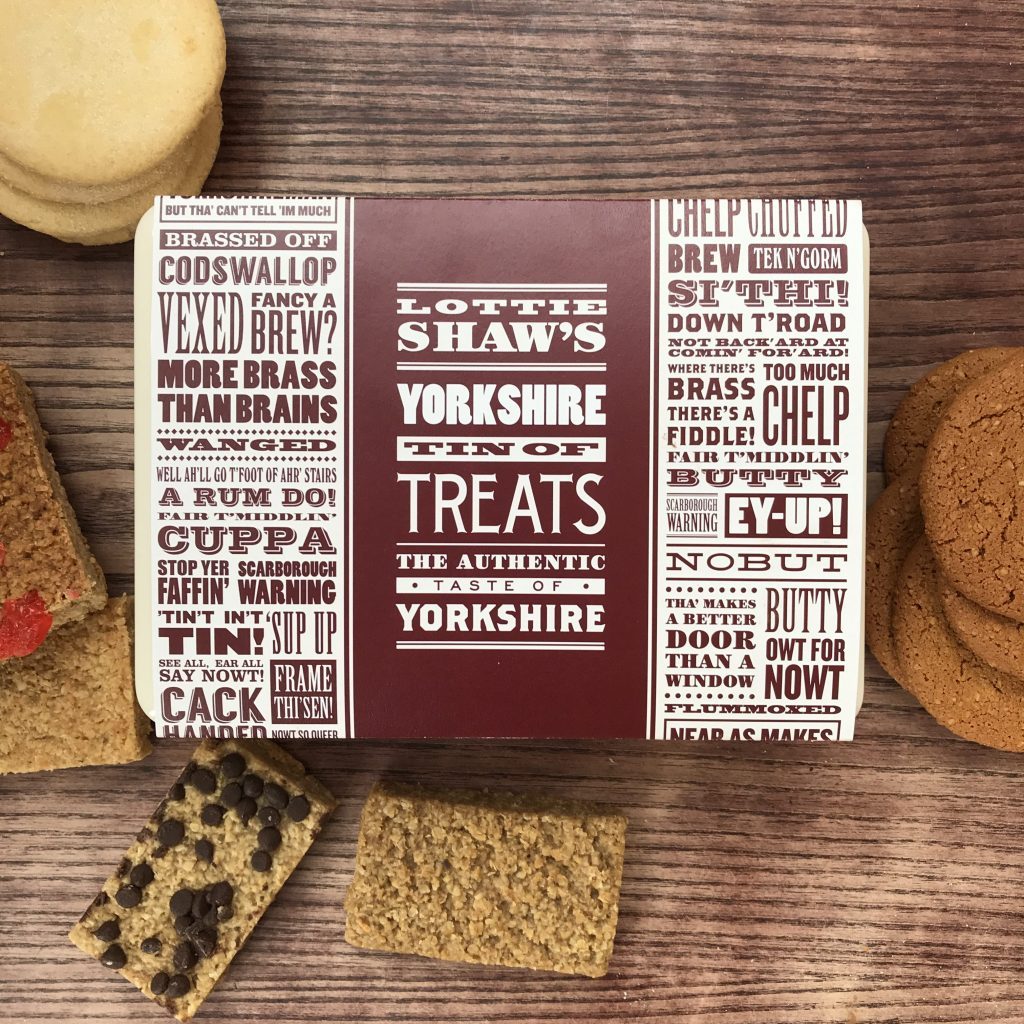 BUT THA' CAN'T TELL 'IM MUCH
BRASSED OFF
CODSWALLOP
VEXED
FANCY A
BREW?
MORE BRASS
THAN BRAINS
WANGED
WELL AH'LL GO T'FOOT OF AHR' STAIRS
A RUM DO!
FAIR T'MIDDLIN'
CUPPA
STOP YER
FAFFIN'
SCARBOROUGH
WARNING
'TIN'T IN'T
TIN!
'SUP UP
SEE ALL, EAR ALL
SAY NOWT!
FRAME
THI'SEN!
CACK
HANDED
NOWT SO QUEER
LOTTIE
SHAW'S
YORKSHIRE
TIN OF
TREATS
THE AUTHENTIC
• TASTE OF •
YORKSHIRE
CHELP CHUFFED
BREW
TEK N'GORM
SI'THI!
DOWN T'ROAD
NOT BACK'ARD AT
COMIN' FOR'ARD!
WHERE THERE'S
BRASS
THERE'S A
FIDDLE!
TOO MUCH
CHELP
FAIR T'MIDDLIN'
BUTTY
SCARBOROUGH
WARNING
EY-UP!
NOBUT
THA' MAKES
A BETTER
DOOR
THAN A
WINDOW
BUTTY
OWT FOR
NOWT
FLUMMOXED
NEAR AS MAKES